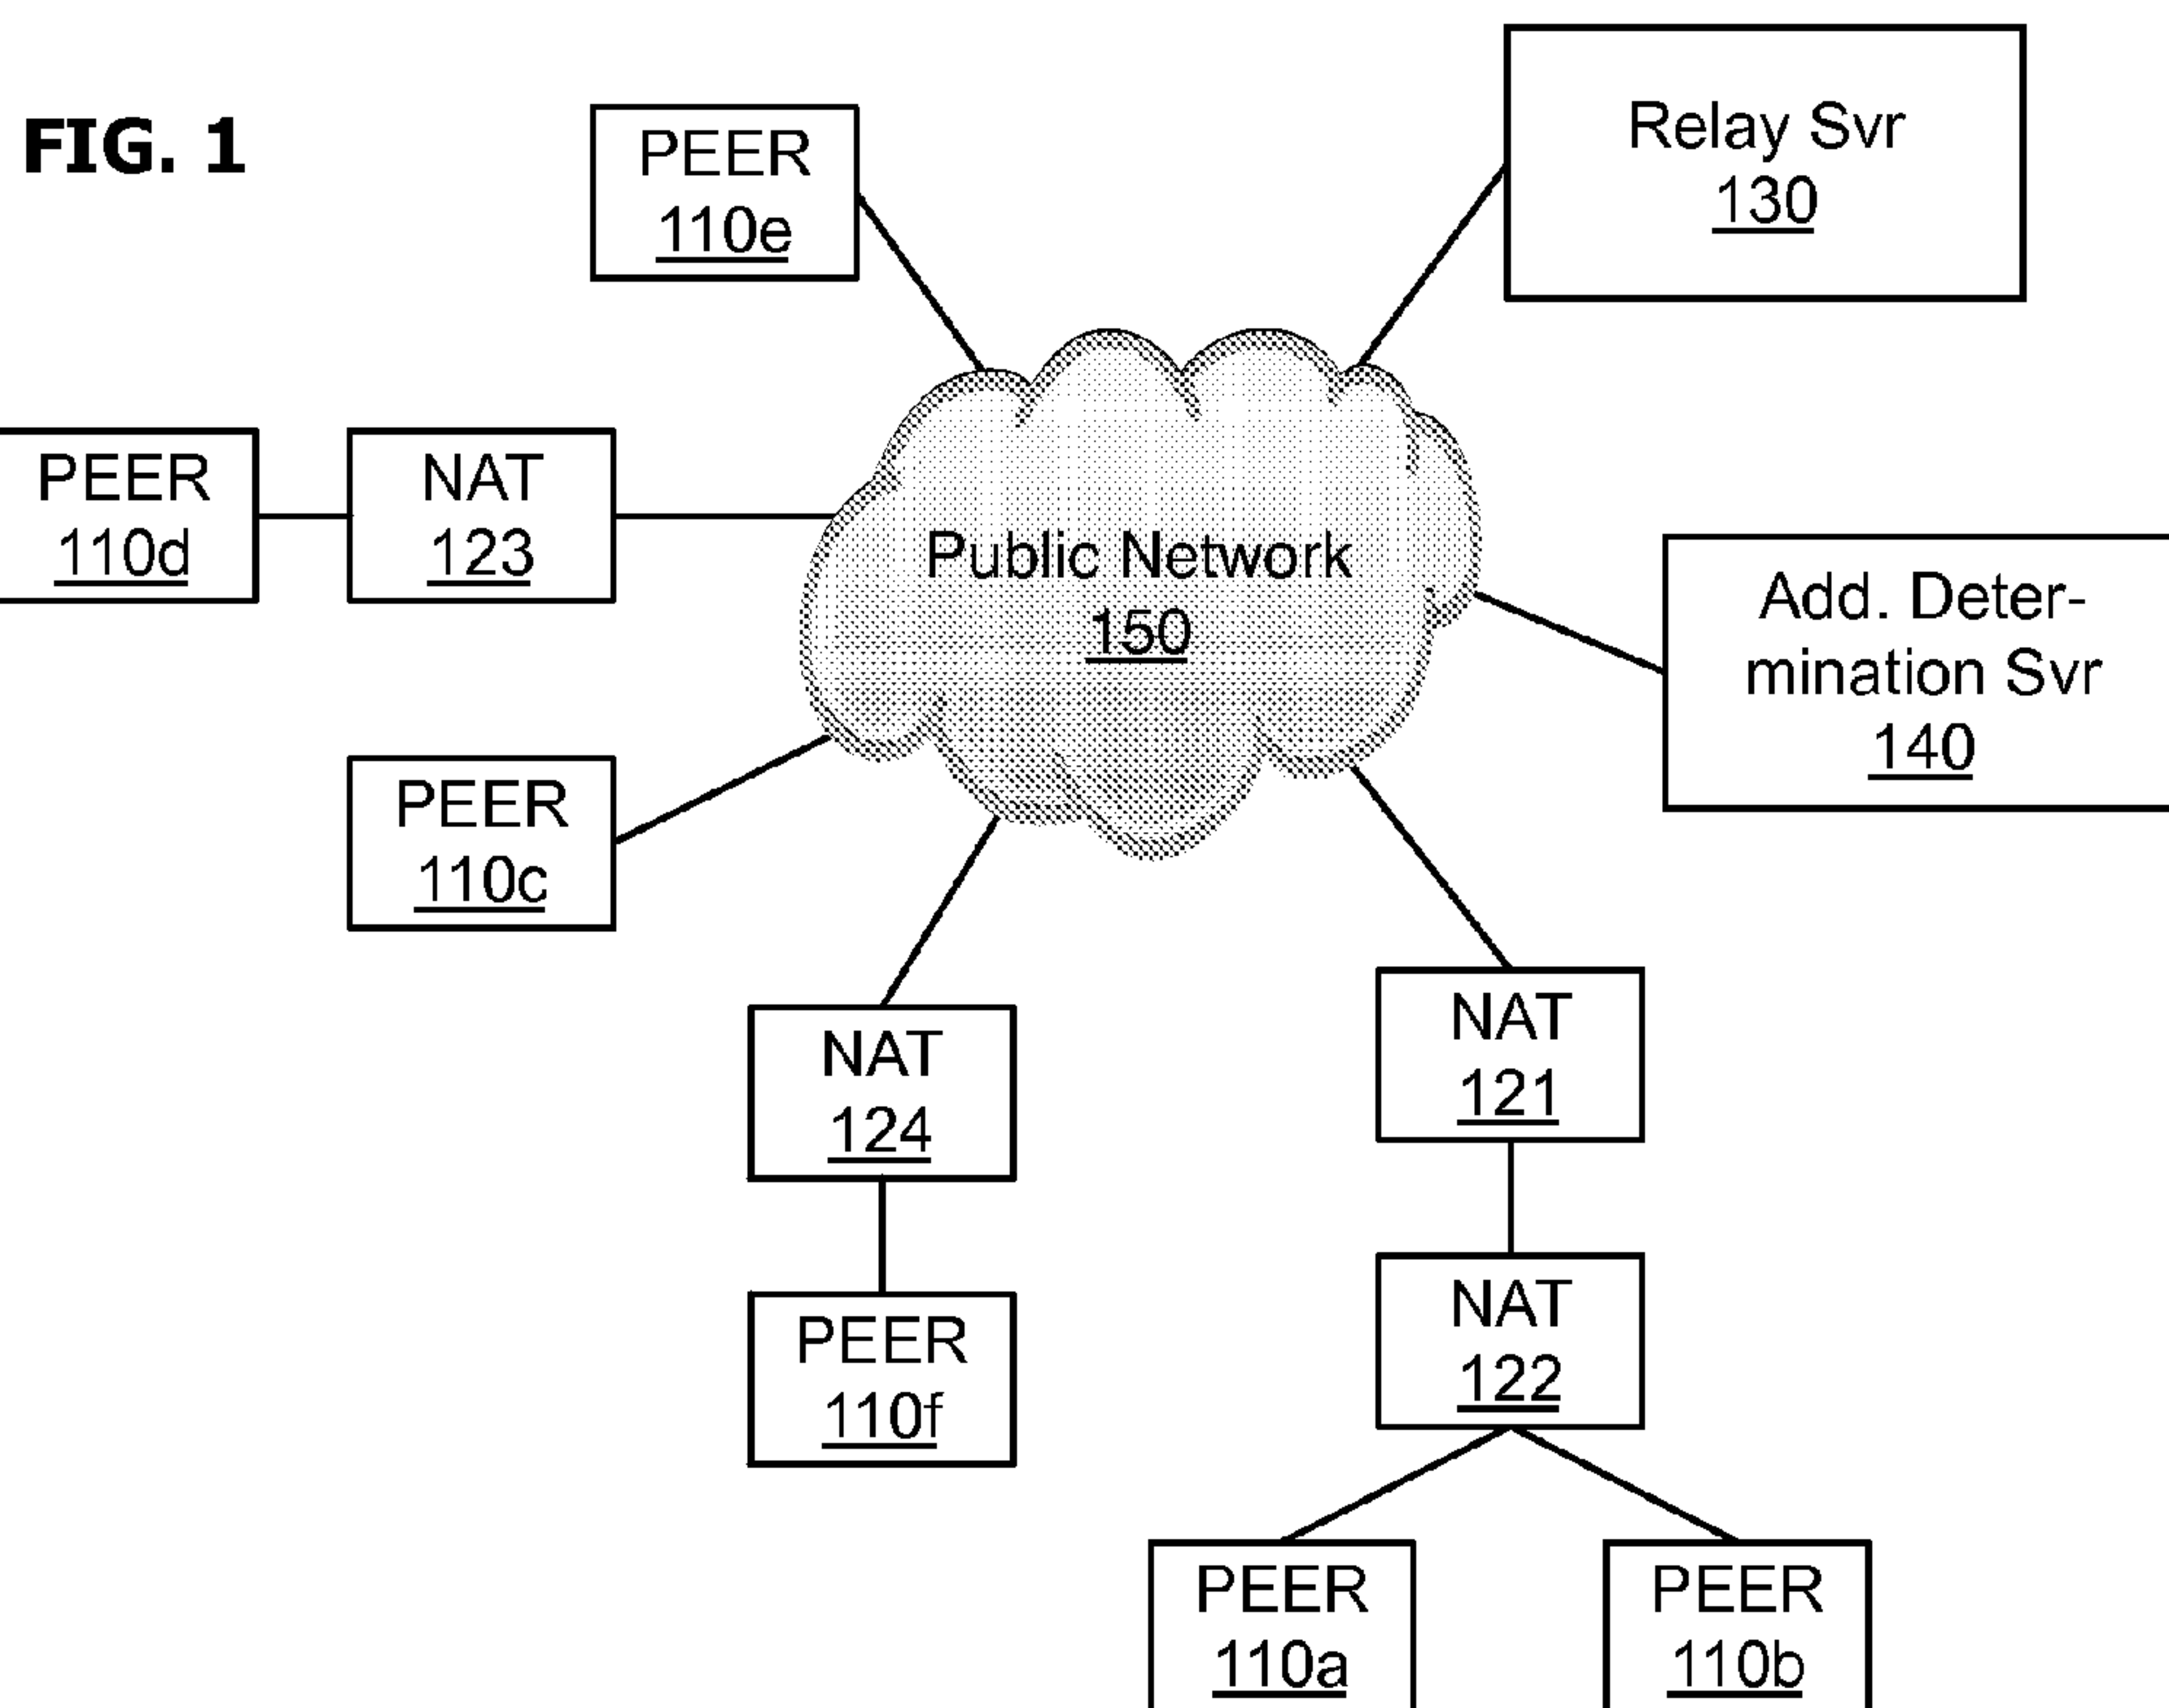 FIG. 1
PEER
110e
Relay Svr
130
PEER
110d
NAT
123
Public Network
150
Add. Deter-
mination Svr
140
PEER
110c
NAT
124
NAT
121
PEER
110f
NAT
122
PEER
110a
PEER
110b